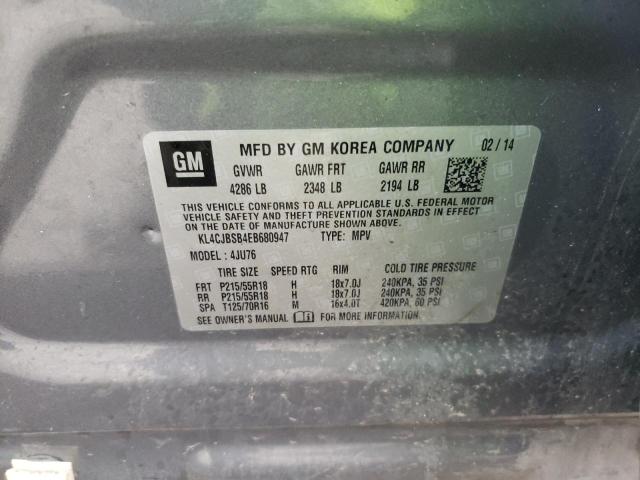 GM
MFD BY GM KOREA COMPANY 02 / 14
GVWR GAWR FRT GAWR RR
4286 LB 2348 LB 2194 LB
THIS VEHICLE CONFORMS TO ALL APPLICABLE U.S. FEDERAL MOTOR
VEHICLE SAFETY AND THEFT PREVENTION STANDARDS IN EFFECT
ON THE DATE OF MANUFACTURE SHOWN ABOVE.
KL4CJBSB4EB680947 TYPE: MPV
MODEL : 4JU76
TIRE SIZE SPEED RTG RIM COLD TIRE PRESSURE
FRT P215/55R18 H 18x7.0J 240KPA, 35 PSI
RR P215/55R18 H 18x7.0J 240KPA, 35 PSI
SPA T125/70R16 M 16x4.0T 420KPA, 60 PSI
SEE OWNER'S MANUAL FOR MORE INFORMATION.